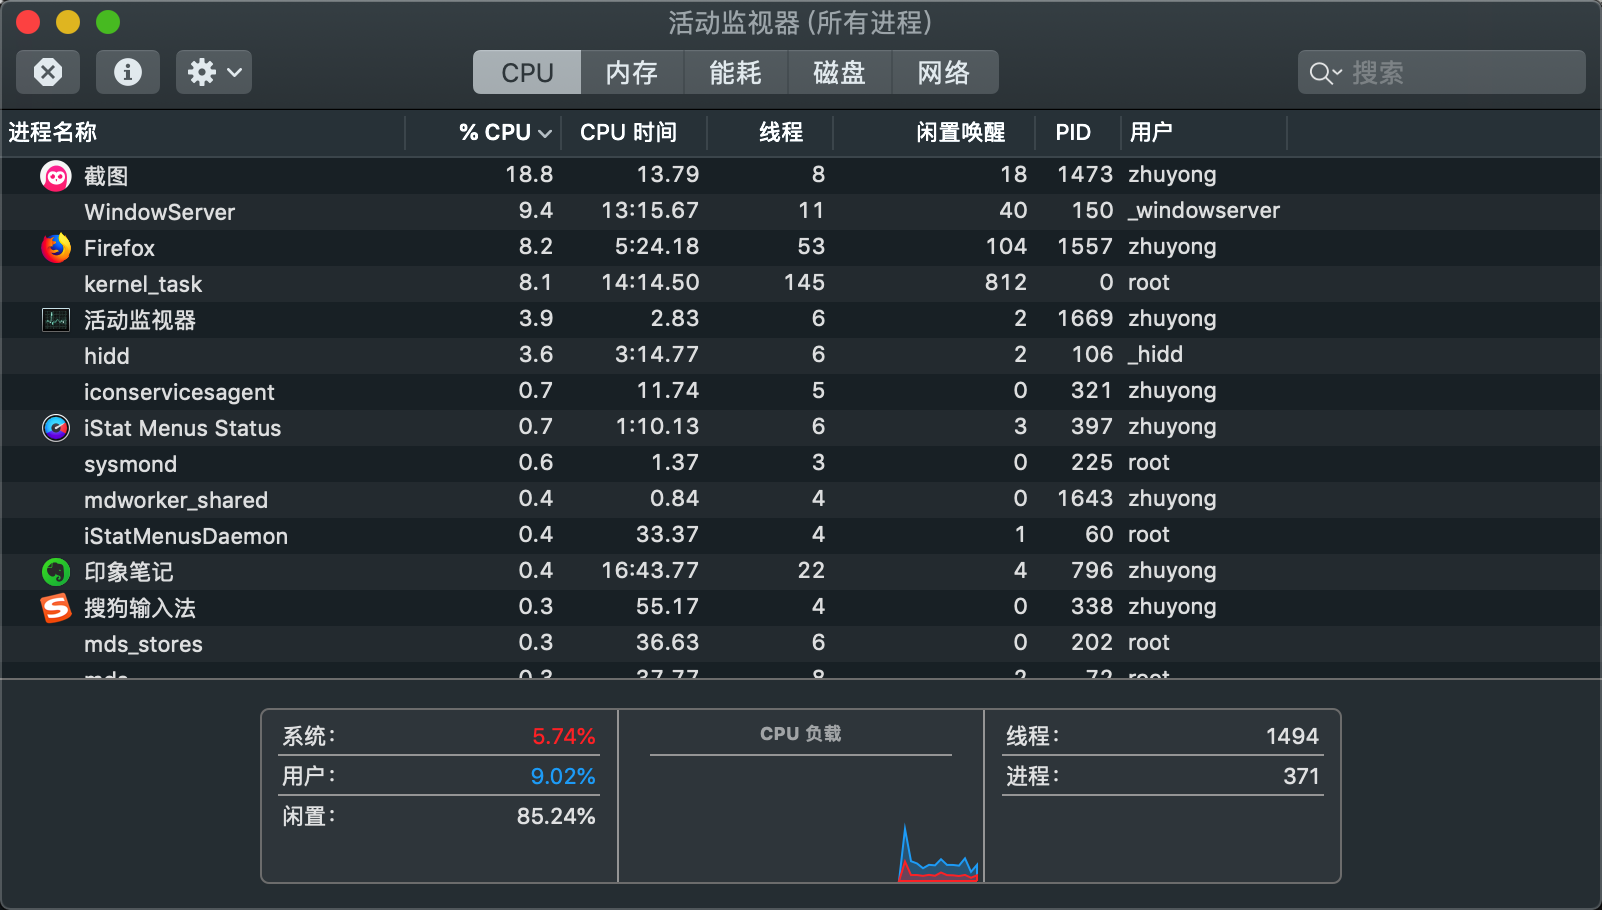 活动监视器 (所有进程)
CPU 内存 能耗 磁盘 网络 搜索
进程名称 % CPU CPU 时间 线程 闲置唤醒 PID 用户
截图 18.8 13.79 8 18 1473 zhuyong
WindowServer 9.4 13:15.67 11 40 150 _windowserver
Firefox 8.2 5:24.18 53 104 1557 zhuyong
kernel_task 8.1 14:14.50 145 812 0 root
活动监视器 3.9 2.83 6 2 1669 zhuyong
hidd 3.6 3:14.77 6 2 106 _hidd
iconservicesagent 0.7 11.74 5 0 321 zhuyong
iStat Menus Status 0.7 1:10.13 6 3 397 zhuyong
sysmond 0.6 1.37 3 0 225 root
mdworker_shared 0.4 0.84 4 0 1643 zhuyong
iStatMenusDaemon 0.4 33.37 4 1 60 root
印象笔记 0.4 16:43.77 22 4 796 zhuyong
搜狗输入法 0.3 55.17 4 0 338 zhuyong
mds_stores 0.3 36.63 6 0 202 root
mds 0.3 37.77 8 2 72 root
系统: 5.74%
用户: 9.02%
闲置: 85.24%
CPU 负载
线程: 1494
进程: 371